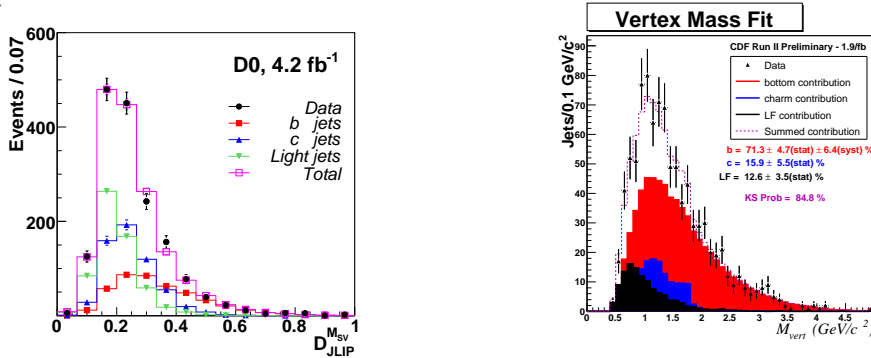 Events / 0.07
600
400
200
0
0.2
0.4
0.6
0.8
1
D0, 4.2 fb⁻¹
Data
b jets
c jets
Light jets
Total
D_JLIP^M_SV
Vertex Mass Fit
Jets/0.1 GeV/c²
90
80
70
60
50
40
30
20
10
0
0
0.5
1
1.5
2
2.5
3
3.5
4
4.5
CDF Run II Preliminary - 1.9/fb
Data
bottom contribution
charm contribution
LF contribution
Summed contribution
b = 71.3 ± 4.7(stat) ± 6.4(syst) %
c = 15.9 ± 5.5(stat) %
LF = 12.6 ± 3.5(stat) %
KS Prob = 84.8 %
M_vert (GeV/c²)